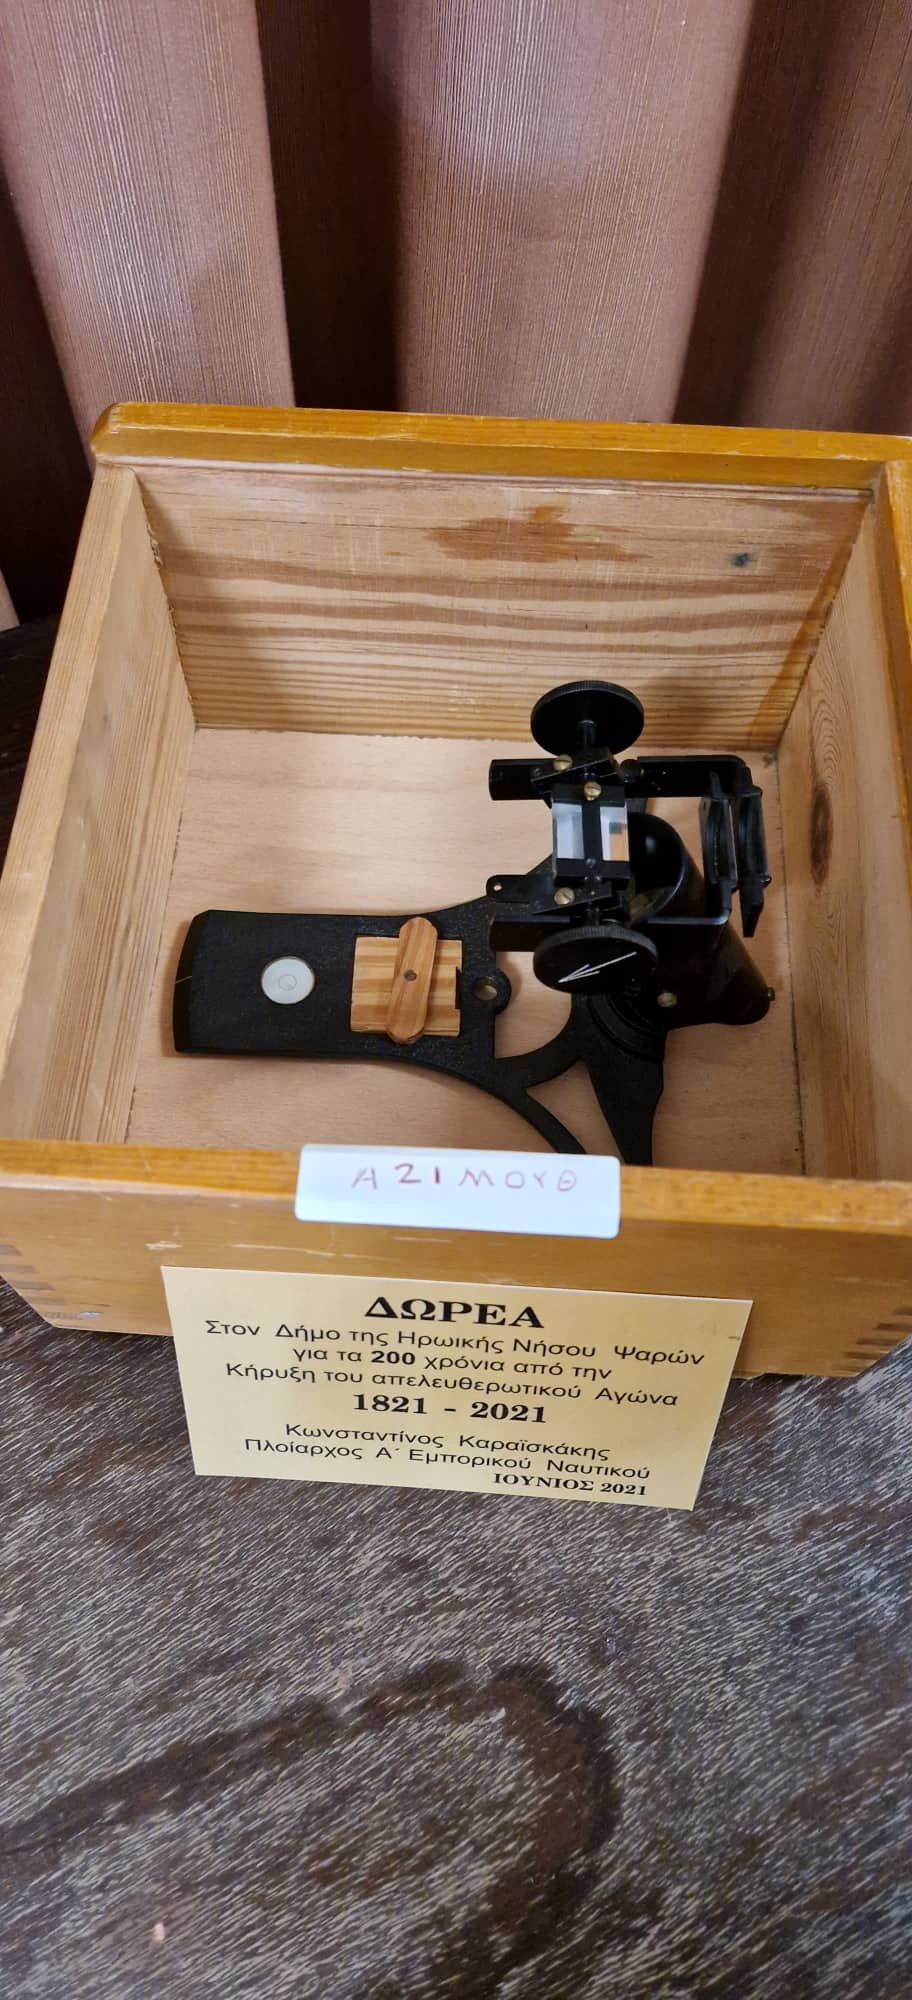 ΑΖΙΜΟΥΘ
ΔΩΡΕΑ
Στον Δήμο της Ηρωικής Νήσου Ψαρών
για τα 200 χρόνια από την
Κήρυξη του απελευθερωτικού Αγώνα
1821 - 2021
Κωνσταντίνος Καραϊσκάκης
Πλοίαρχος Α΄ Εμπορικού Ναυτικού
ΙΟΥΝΙΟΣ 2021